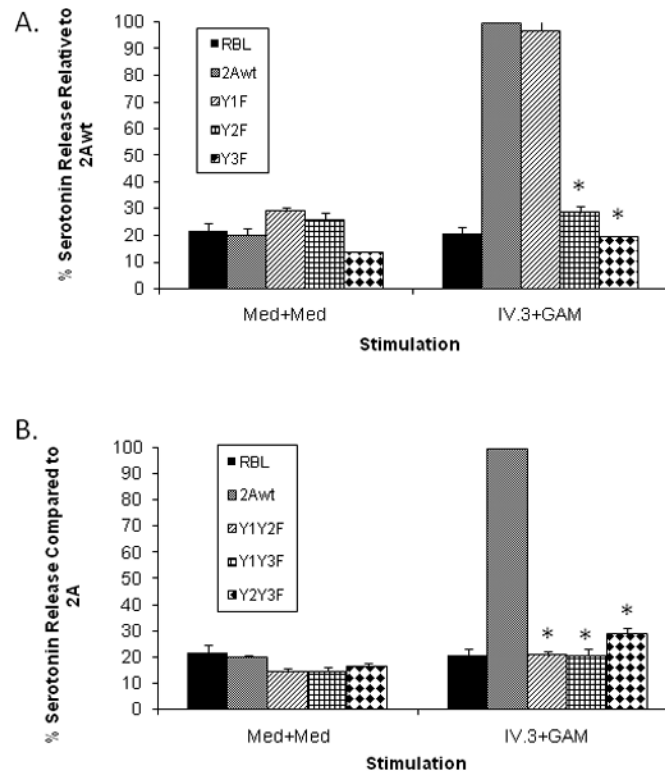 A.
% Serotonin Release Relative to
2Awt
100
90
80
70
60
50
40
30
20
10
0
RBL
2Awt
Y1F
Y2F
Y3F
*
*
Med+Med
IV.3+GAM
Stimulation
B.
% Serotonin Release Compared to
2A
100
90
80
70
60
50
40
30
20
10
0
RBL
2Awt
Y1Y2F
Y1Y3F
Y2Y3F
*
*
*
Med+Med
IV.3+GAM
Stimulation